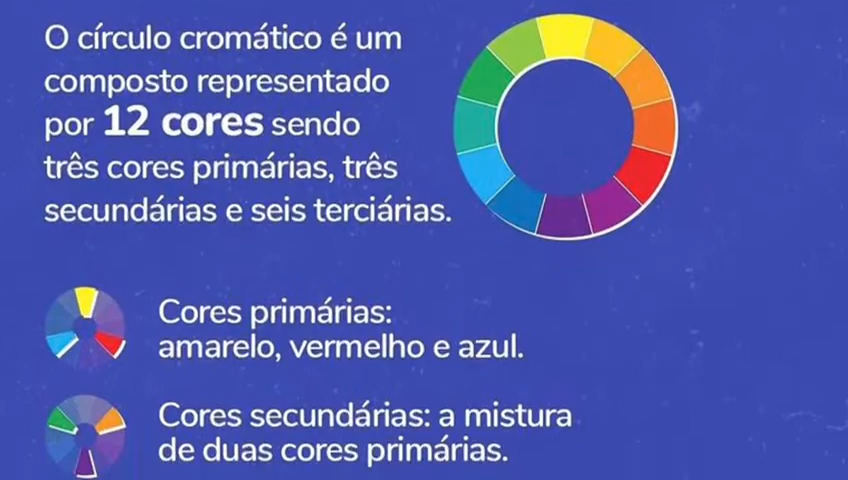 O círculo cromático é um
composto representado
por 12 cores sendo
três cores primárias, três
secundárias e seis terciárias.
Cores primárias:
amarelo, vermelho e azul.
Cores secundárias: a mistura
de duas cores primárias.